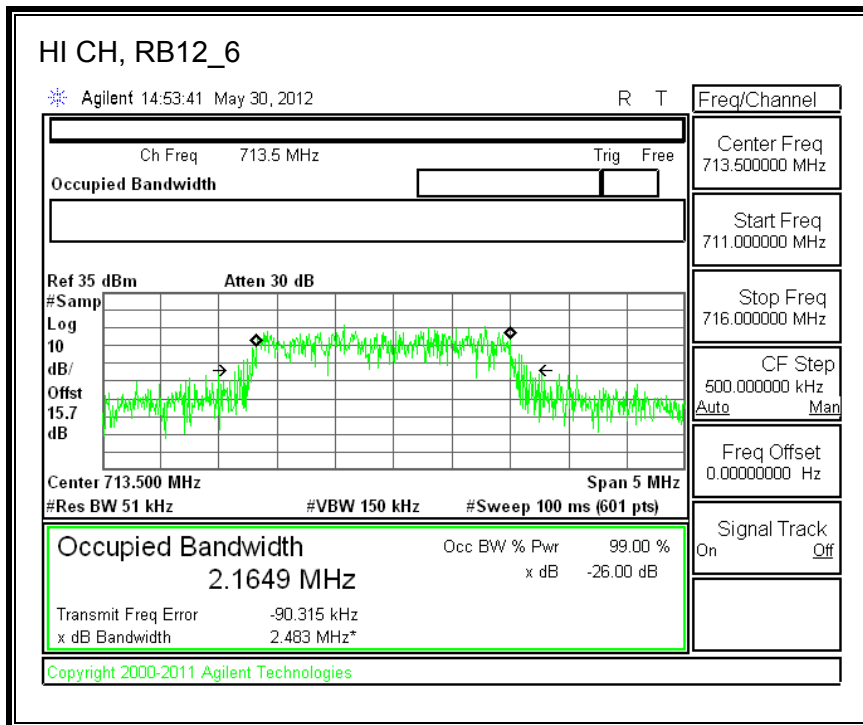 HI CH, RB12_6
Agilent 14:53:41 May 30, 2012 R T
Freq/Channel
Ch Freq 713.5 MHz Trig Free
Occupied Bandwidth
Center Freq
713.500000 MHz
Start Freq
711.000000 MHz
Stop Freq
716.000000 MHz
CF Step
500.000000 kHz
Auto Man
Freq Offset
0.00000000 Hz
Signal Track
On Off
Ref 35 dBm Atten 30 dB
#Samp
Log
10
dB/
Offst
15.7
dB
Center 713.500 MHz Span 5 MHz
#Res BW 51 kHz #VBW 150 kHz #Sweep 100 ms (601 pts)
Occupied Bandwidth Occ BW % Pwr 99.00 %
2.1649 MHz x dB -26.00 dB
Transmit Freq Error -90.315 kHz
x dB Bandwidth 2.483 MHz*
Copyright 2000-2011 Agilent Technologies